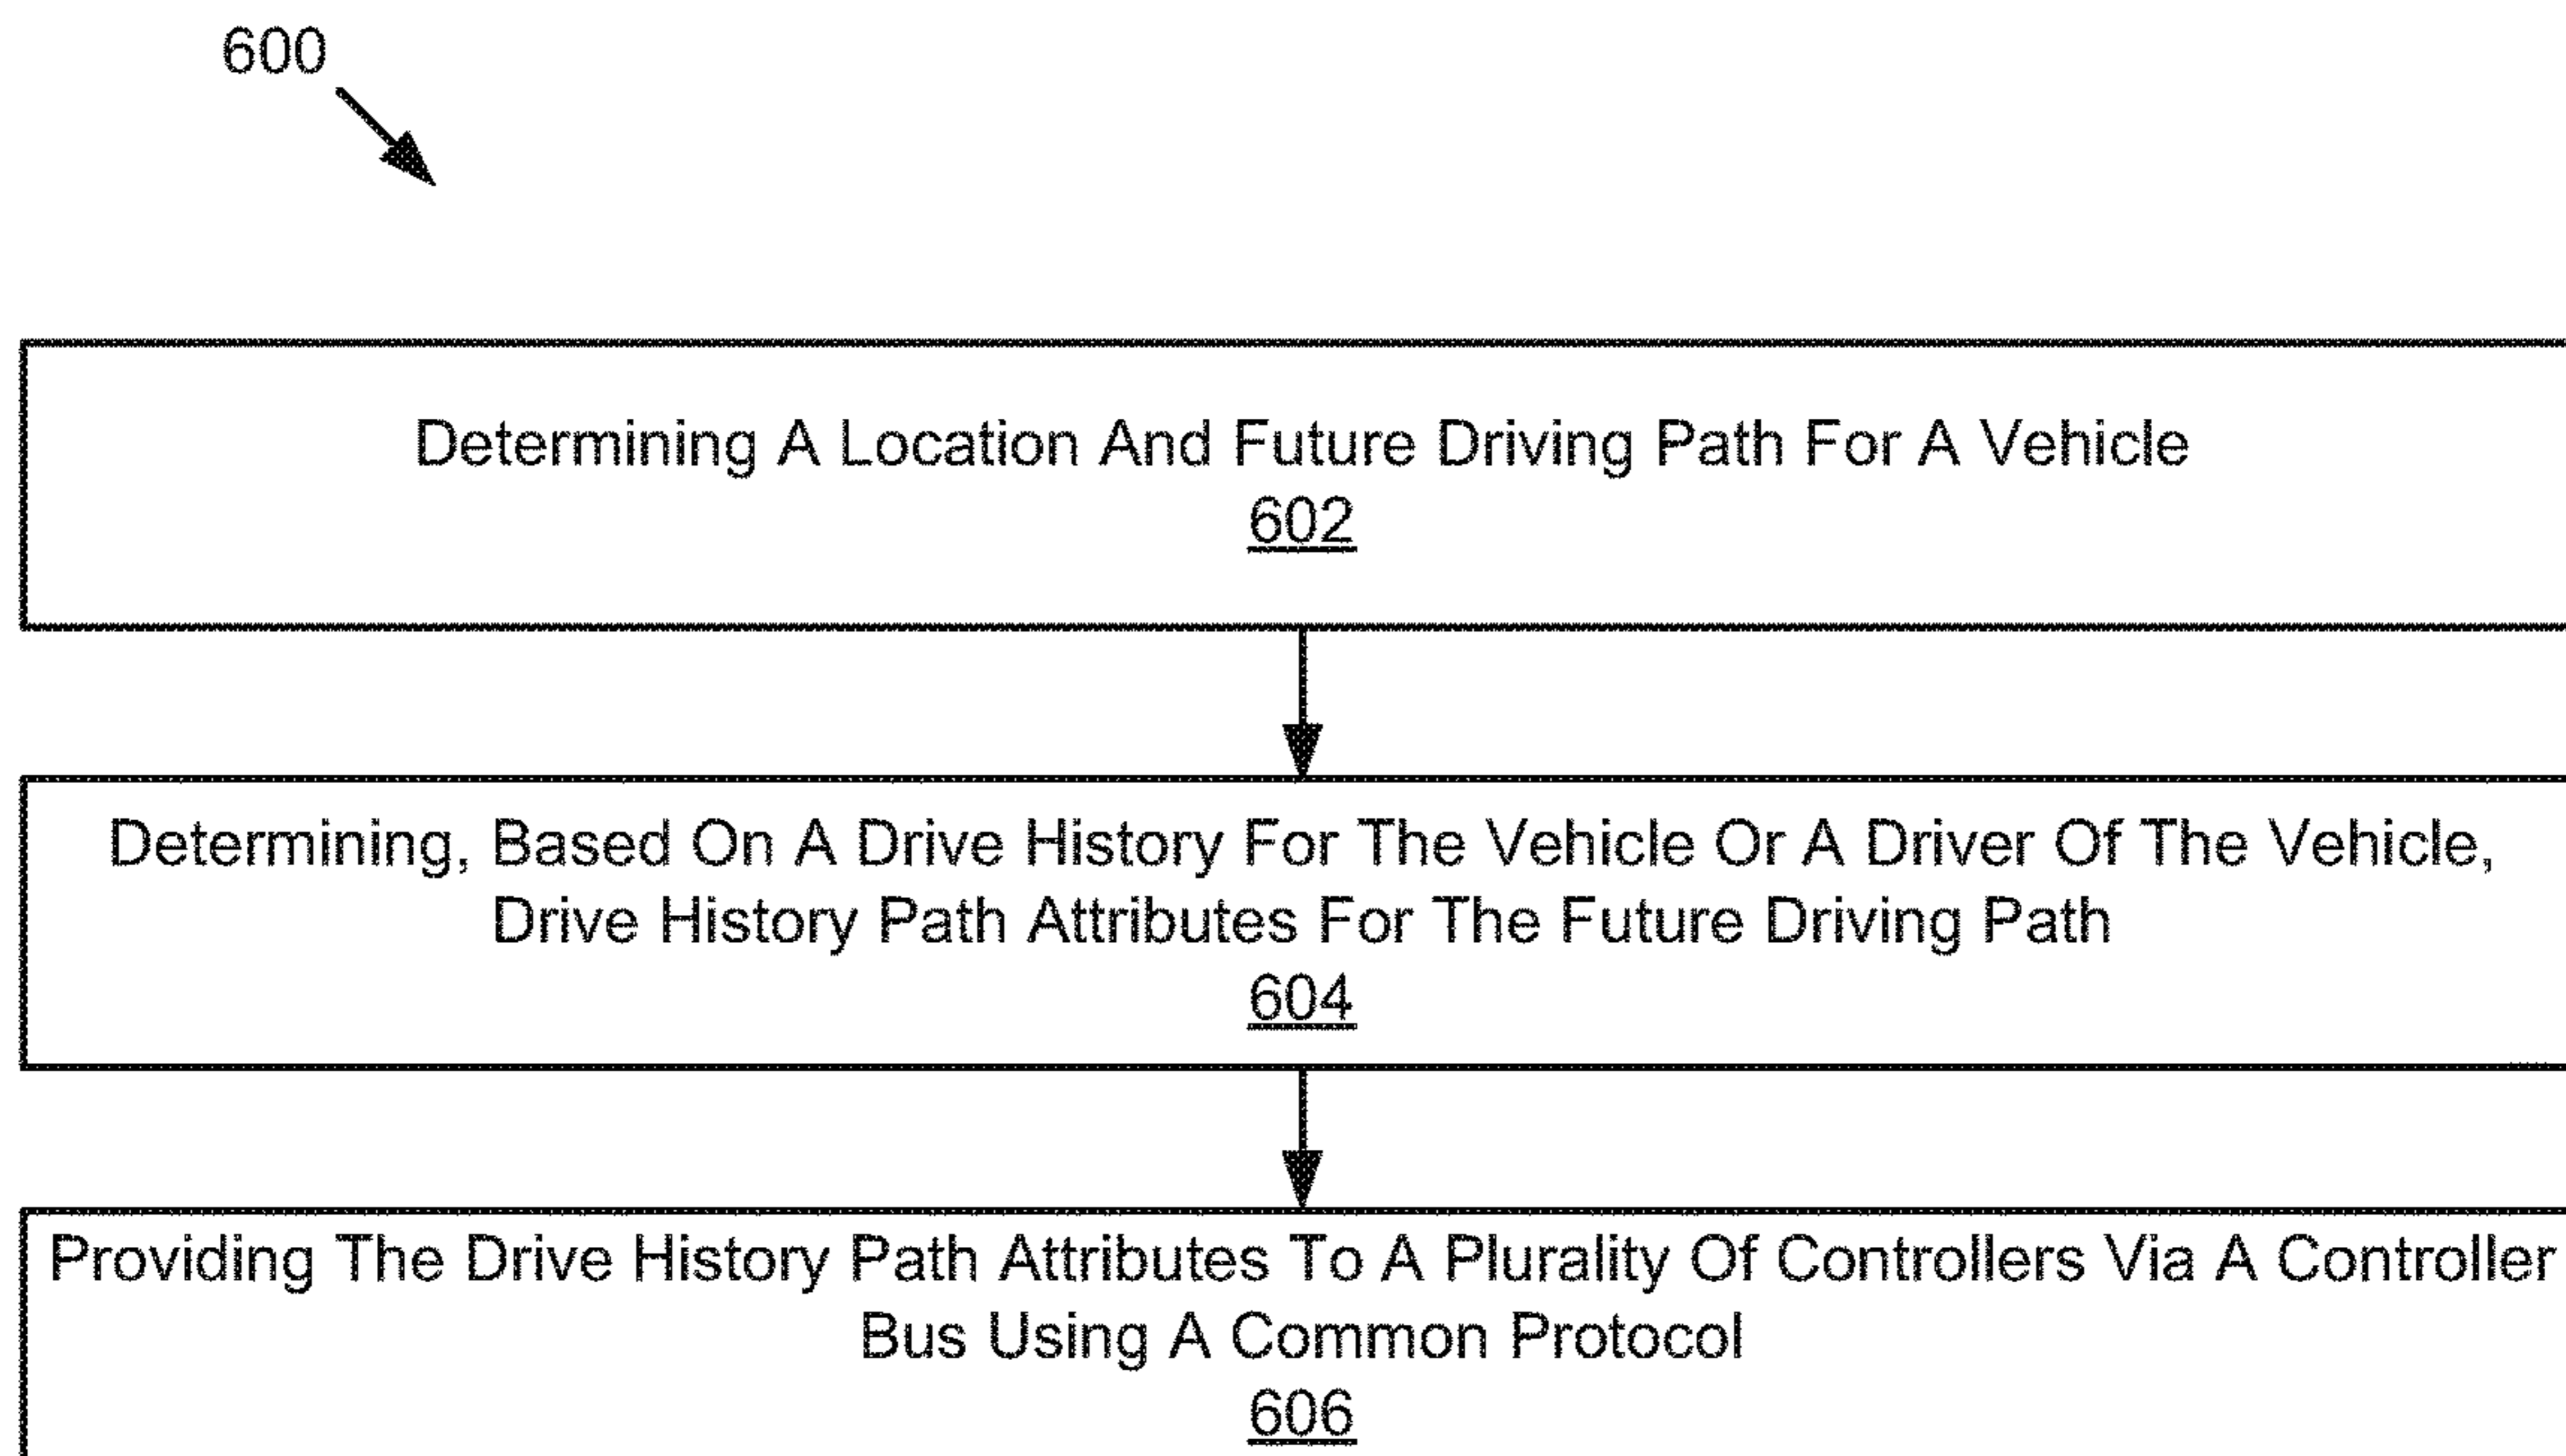 600
Determining A Location And Future Driving Path For A Vehicle
602
Determining, Based On A Drive History For The Vehicle Or A Driver Of The Vehicle,
Drive History Path Attributes For The Future Driving Path
604
Providing The Drive History Path Attributes To A Plurality Of Controllers Via A Controller
Bus Using A Common Protocol
606